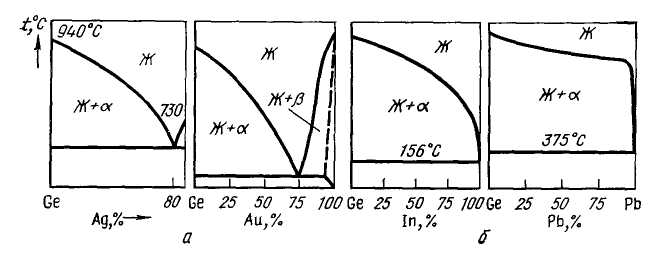 t,°C
940°C
Ж
Ж+α
730
Ge
80
Ag,%
Ж
Ж+β
Ж+α
Ge 25 50 75 100
Au,%
а
Ж
Ж+α
156°C
Ge 25 50 75 100
In,%
Ж
Ж+α
375°C
Ge 25 50 75 Pb
Pb,%
б